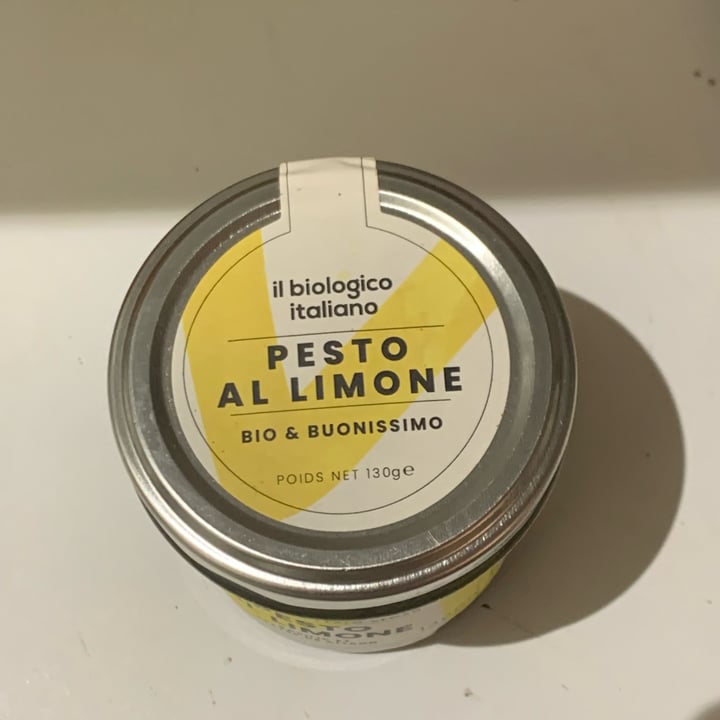 il biologico
italiano
PESTO
AL LIMONE
BIO & BUONISSIMO
POIDS NET 130g℮
PESTO
LIMONE